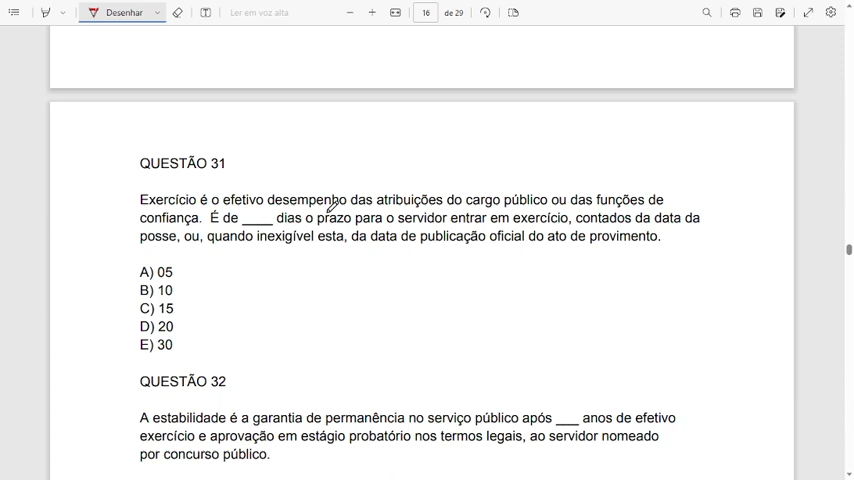 Desenhar
Ler em voz alta
16
de 29
QUESTÃO 31
Exercício é o efetivo desempenho das atribuições do cargo público ou das funções de
confiança. É de ____ dias o prazo para o servidor entrar em exercício, contados da data da
posse, ou, quando inexigível esta, da data de publicação oficial do ato de provimento.
A) 05
B) 10
C) 15
D) 20
E) 30
QUESTÃO 32
A estabilidade é a garantia de permanência no serviço público após ___ anos de efetivo
exercício e aprovação em estágio probatório nos termos legais, ao servidor nomeado
por concurso público.